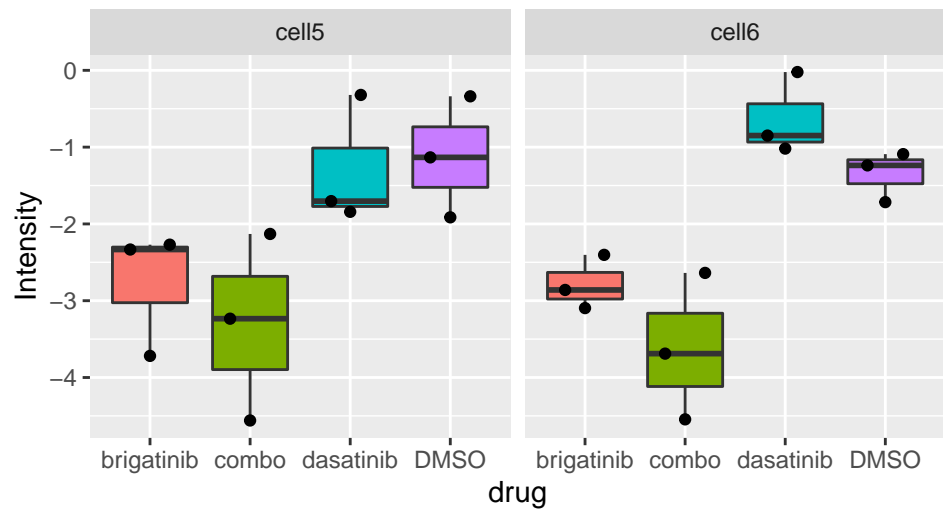 cell5 cell6
Intensity
0
−1
−2
−3
−4
brigatinib combo dasatinib DMSO brigatinib combo dasatinib DMSO
drug